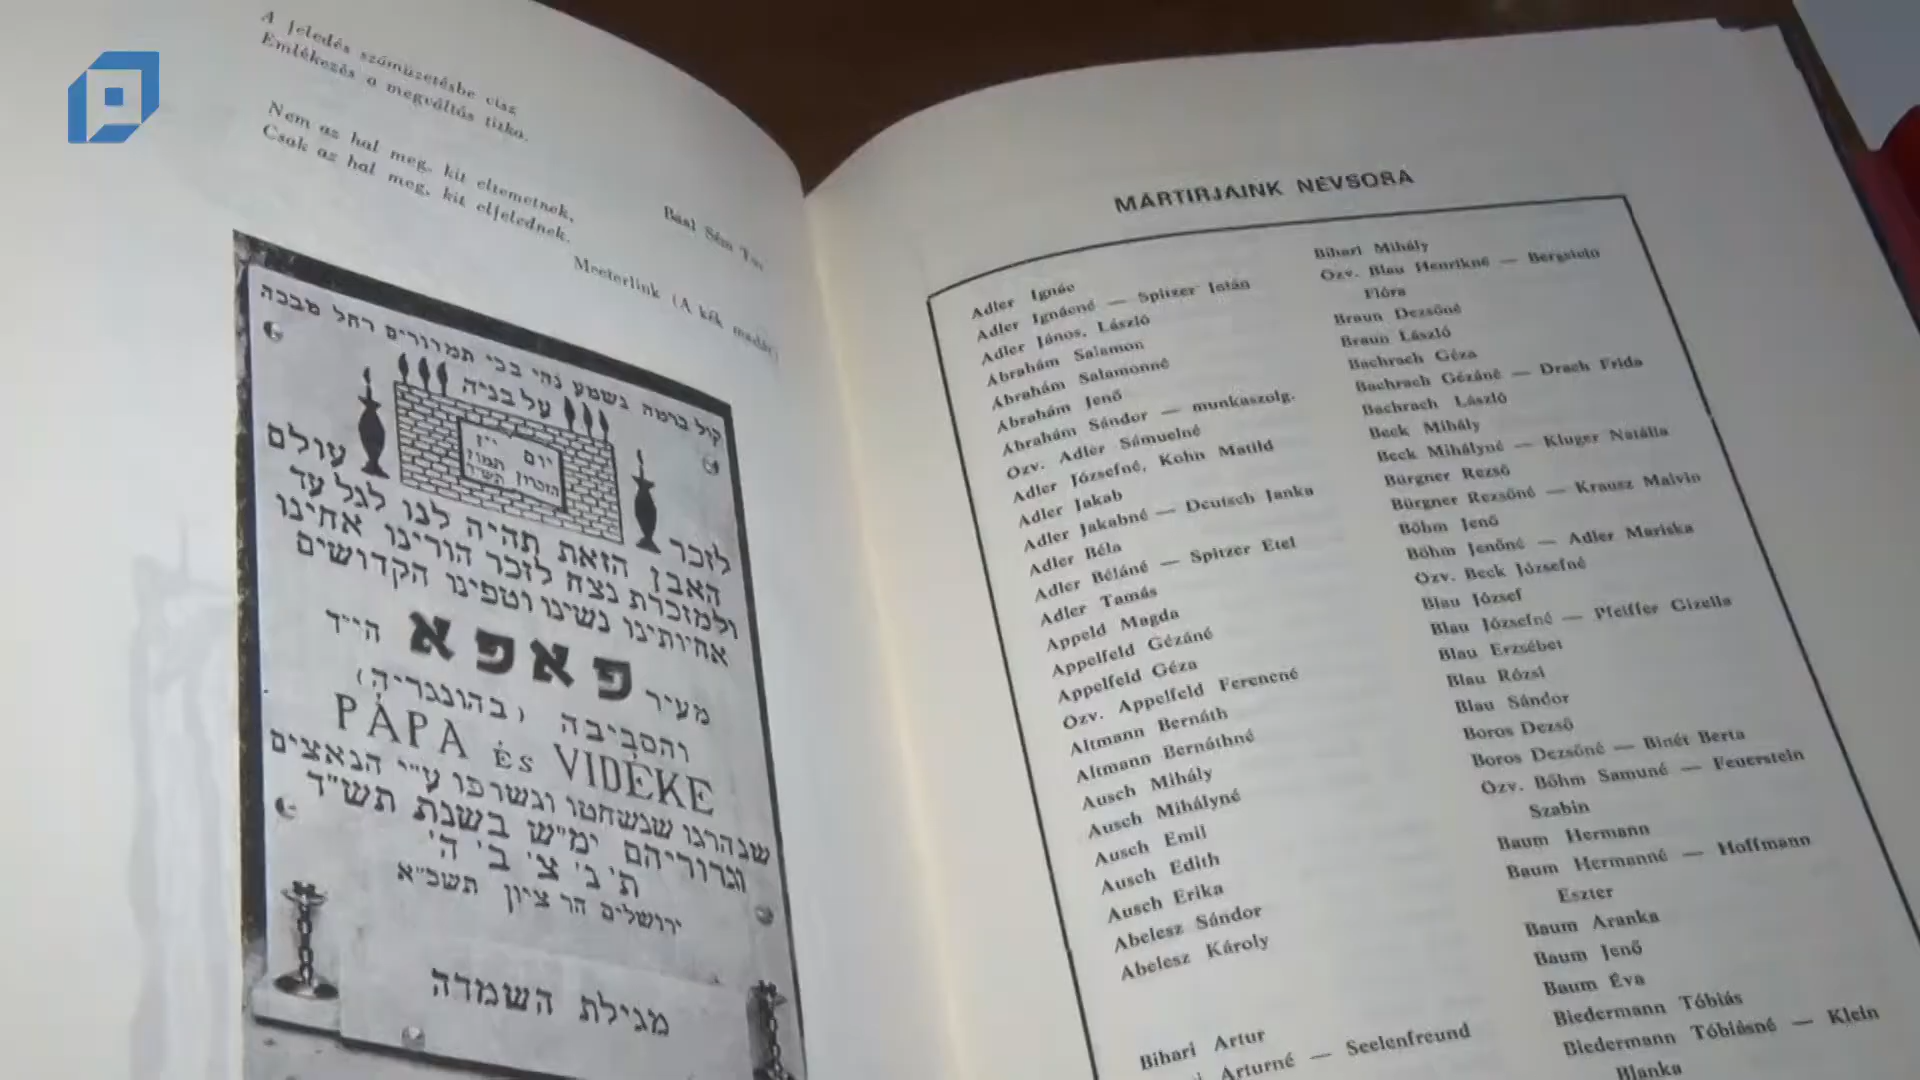 A feledés száműzetésbe visz
Emlékezés a megváltás titka.
Baal Sém
Nem az hal meg, kit eltemetnek,
Csak az hal meg, kit elfelednek.
Meeterlink (A kék madár)
קול ברמה נשמע נהי בכי תמרורים רחל מבכה
על בניה
יום י"ז
תמוז
הזכרון הש"ד
לזכר עולם
האבן הזאת תהיה לנו לגל עד
ולמזכרת נצח לזכר הורינו אחינו
אחיותינו נשינו וטפינו הקדושים
מעיר פאפא הי"ד
והסביבה (בהונגריה)
PÁPA és VIDÉKE
שנהרגו שנשחטו ונשרפו ע"י הנאצים
וגרוריהם ימ"ש בשנת תש"ד
ת' נ' צ' ב' ה'
ירושלים הר ציון תשכ"א
מגילת השמדה
MÁRTIRJAINK NÉVSORA
Adler Ignác
Adler Ignácné — Spitzer Istán
Adler János, László
Ábrahám Salamon
Ábrahám Salamonné
Ábrahám Jenő
Ábrahám Sándor — munkaszolg.
Özv. Adler Sámuelné
Adler Józsefné, Kohn Matild
Adler Jakab
Adler Jakabné — Deutsch Janka
Adler Béla
Adler Béláné — Spitzer Etel
Adler Tamás
Appeld Magda
Appelfeld Gézáné
Appelfeld Géza
Özv. Appelfeld Ferencné
Altmann Bernáth
Altmann Bernáthné
Ausch Mihály
Ausch Mihályné
Ausch Emil
Ausch Edith
Ausch Erika
Abelesz Sándor
Abelesz Károly
Bihari Artur
Arturné — Seelenfreund
Bihari Mihály
Özv. Blau Henrikné — Bergstein
Flóra
Braun Dezsőné
Braun László
Bachrach Géza
Bachrach Gézáné — Drach Frida
Bachrach László
Beck Mihály
Beck Mihályné — Kluger Natália
Bürgner Rezső
Bürgner Rezsőné — Krausz Malvin
Böhm Jenő
Böhm Jenőné — Adler Mariska
Özv. Beck Józsefné
Blau József
Blau Józsefné — Pfeiffer Gizella
Blau Erzsébet
Blau Rózsi
Blau Sándor
Boros Dezső
Boros Dezsőné — Binét Berta
Özv. Böhm Samuné — Feuerstein
Szabin
Baum Hermann
Baum Hermanné — Hoffmann
Eszter
Baum Aranka
Baum Jenő
Baum Éva
Biedermann Tóbiás
Biedermann Tóbiásné — Klein
Blanka